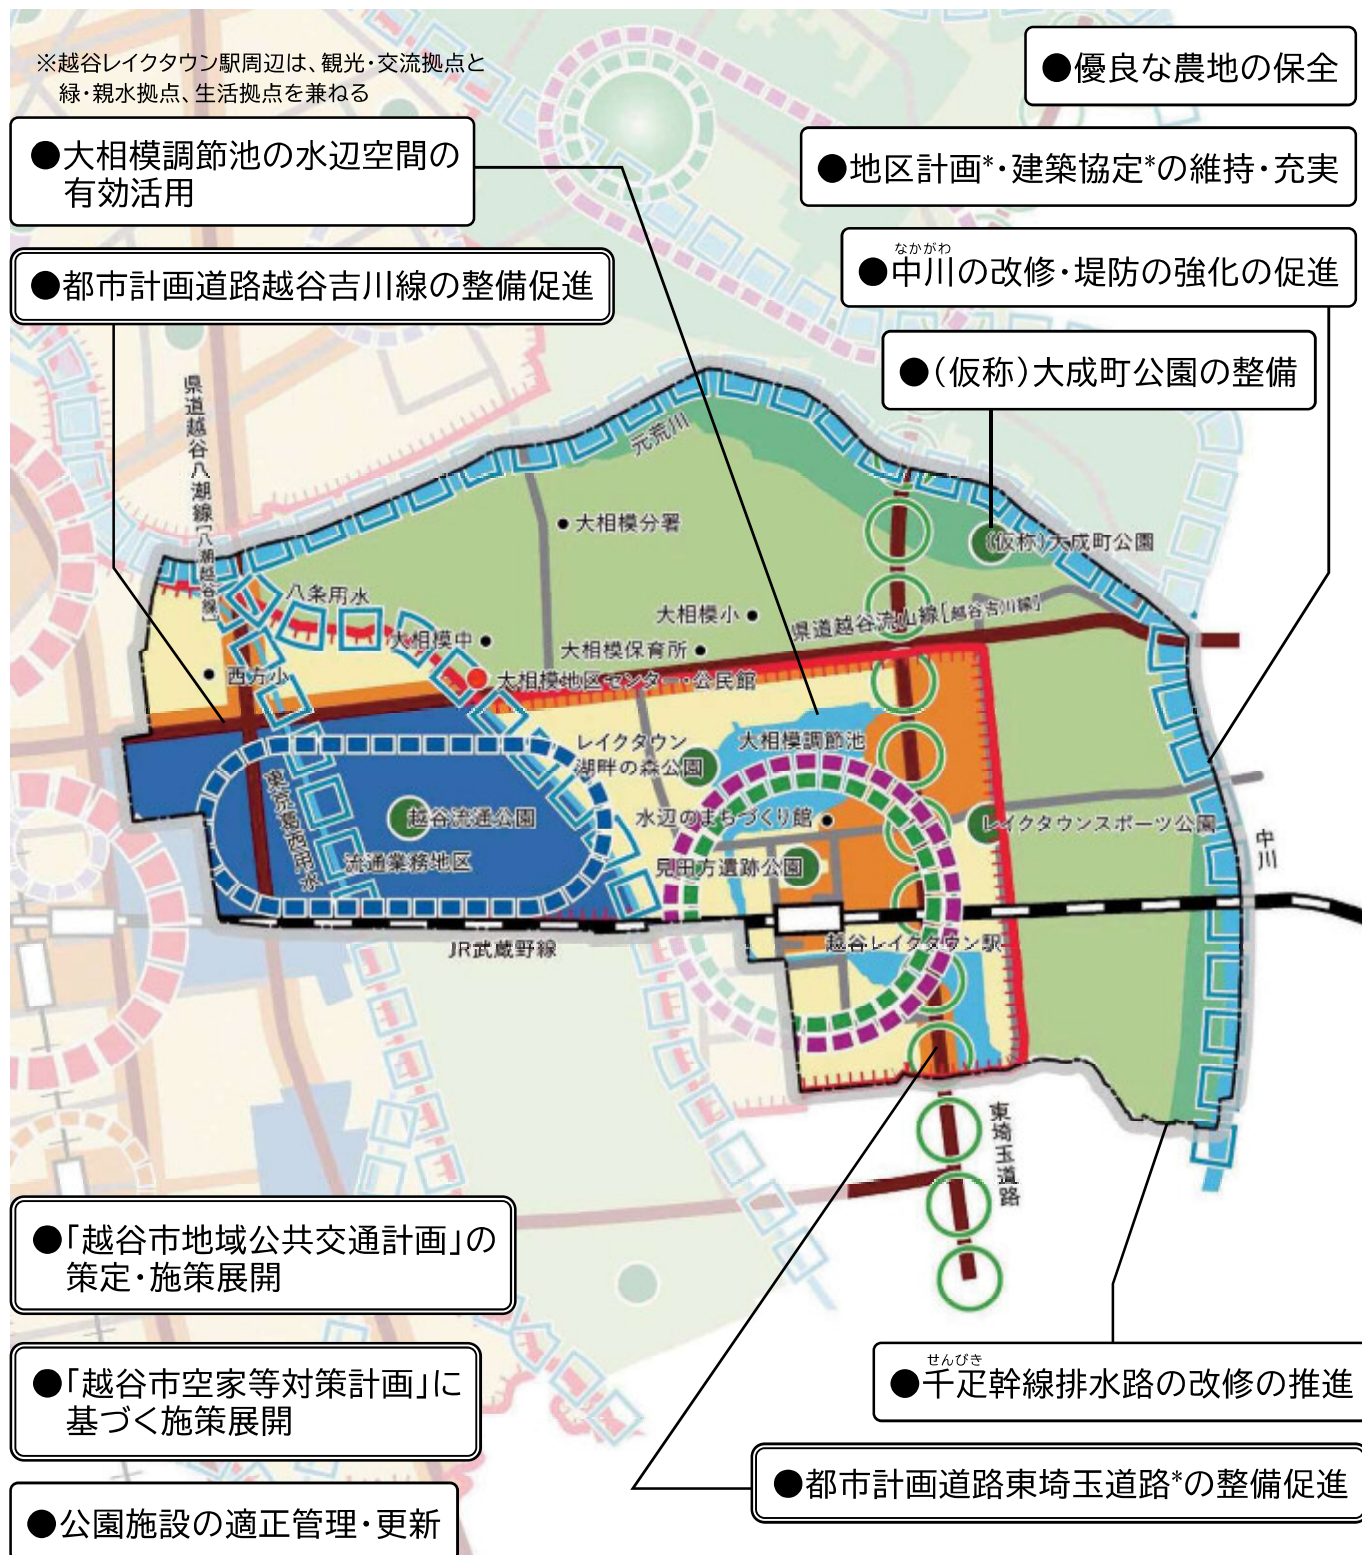 ※越谷レイクタウン駅周辺は、観光・交流拠点と
緑・親水拠点、生活拠点を兼ねる
●優良な農地の保全
●大相模調節池の水辺空間の
有効活用
●地区計画*・建築協定*の維持・充実
●都市計画道路越谷吉川線の整備促進
なかがわ
●中川の改修・堤防の強化の促進
●(仮称)大成町公園の整備
県道越谷八潮線[八潮越谷線]
元荒川
大相模分署
(仮称)大成町公園
八条用水
大相模小
県道越谷流山線[越谷吉川線]
大相模中
大相模保育所
西方小
大相模地区センター・公民館
レイクタウン
湖畔の森公園
大相模調節池
東京葛西用水
越谷流通公園
水辺のまちづくり館
レイクタウンスポーツ公園
中川
流通業務地区
見田方遺跡公園
JR武蔵野線
越谷レイクタウン駅
東埼玉道路
●「越谷市地域公共交通計画」の
策定・施策展開
●「越谷市空家等対策計画」に
基づく施策展開
せんびき
●千疋幹線排水路の改修の推進
●都市計画道路東埼玉道路*の整備促進
●公園施設の適正管理・更新